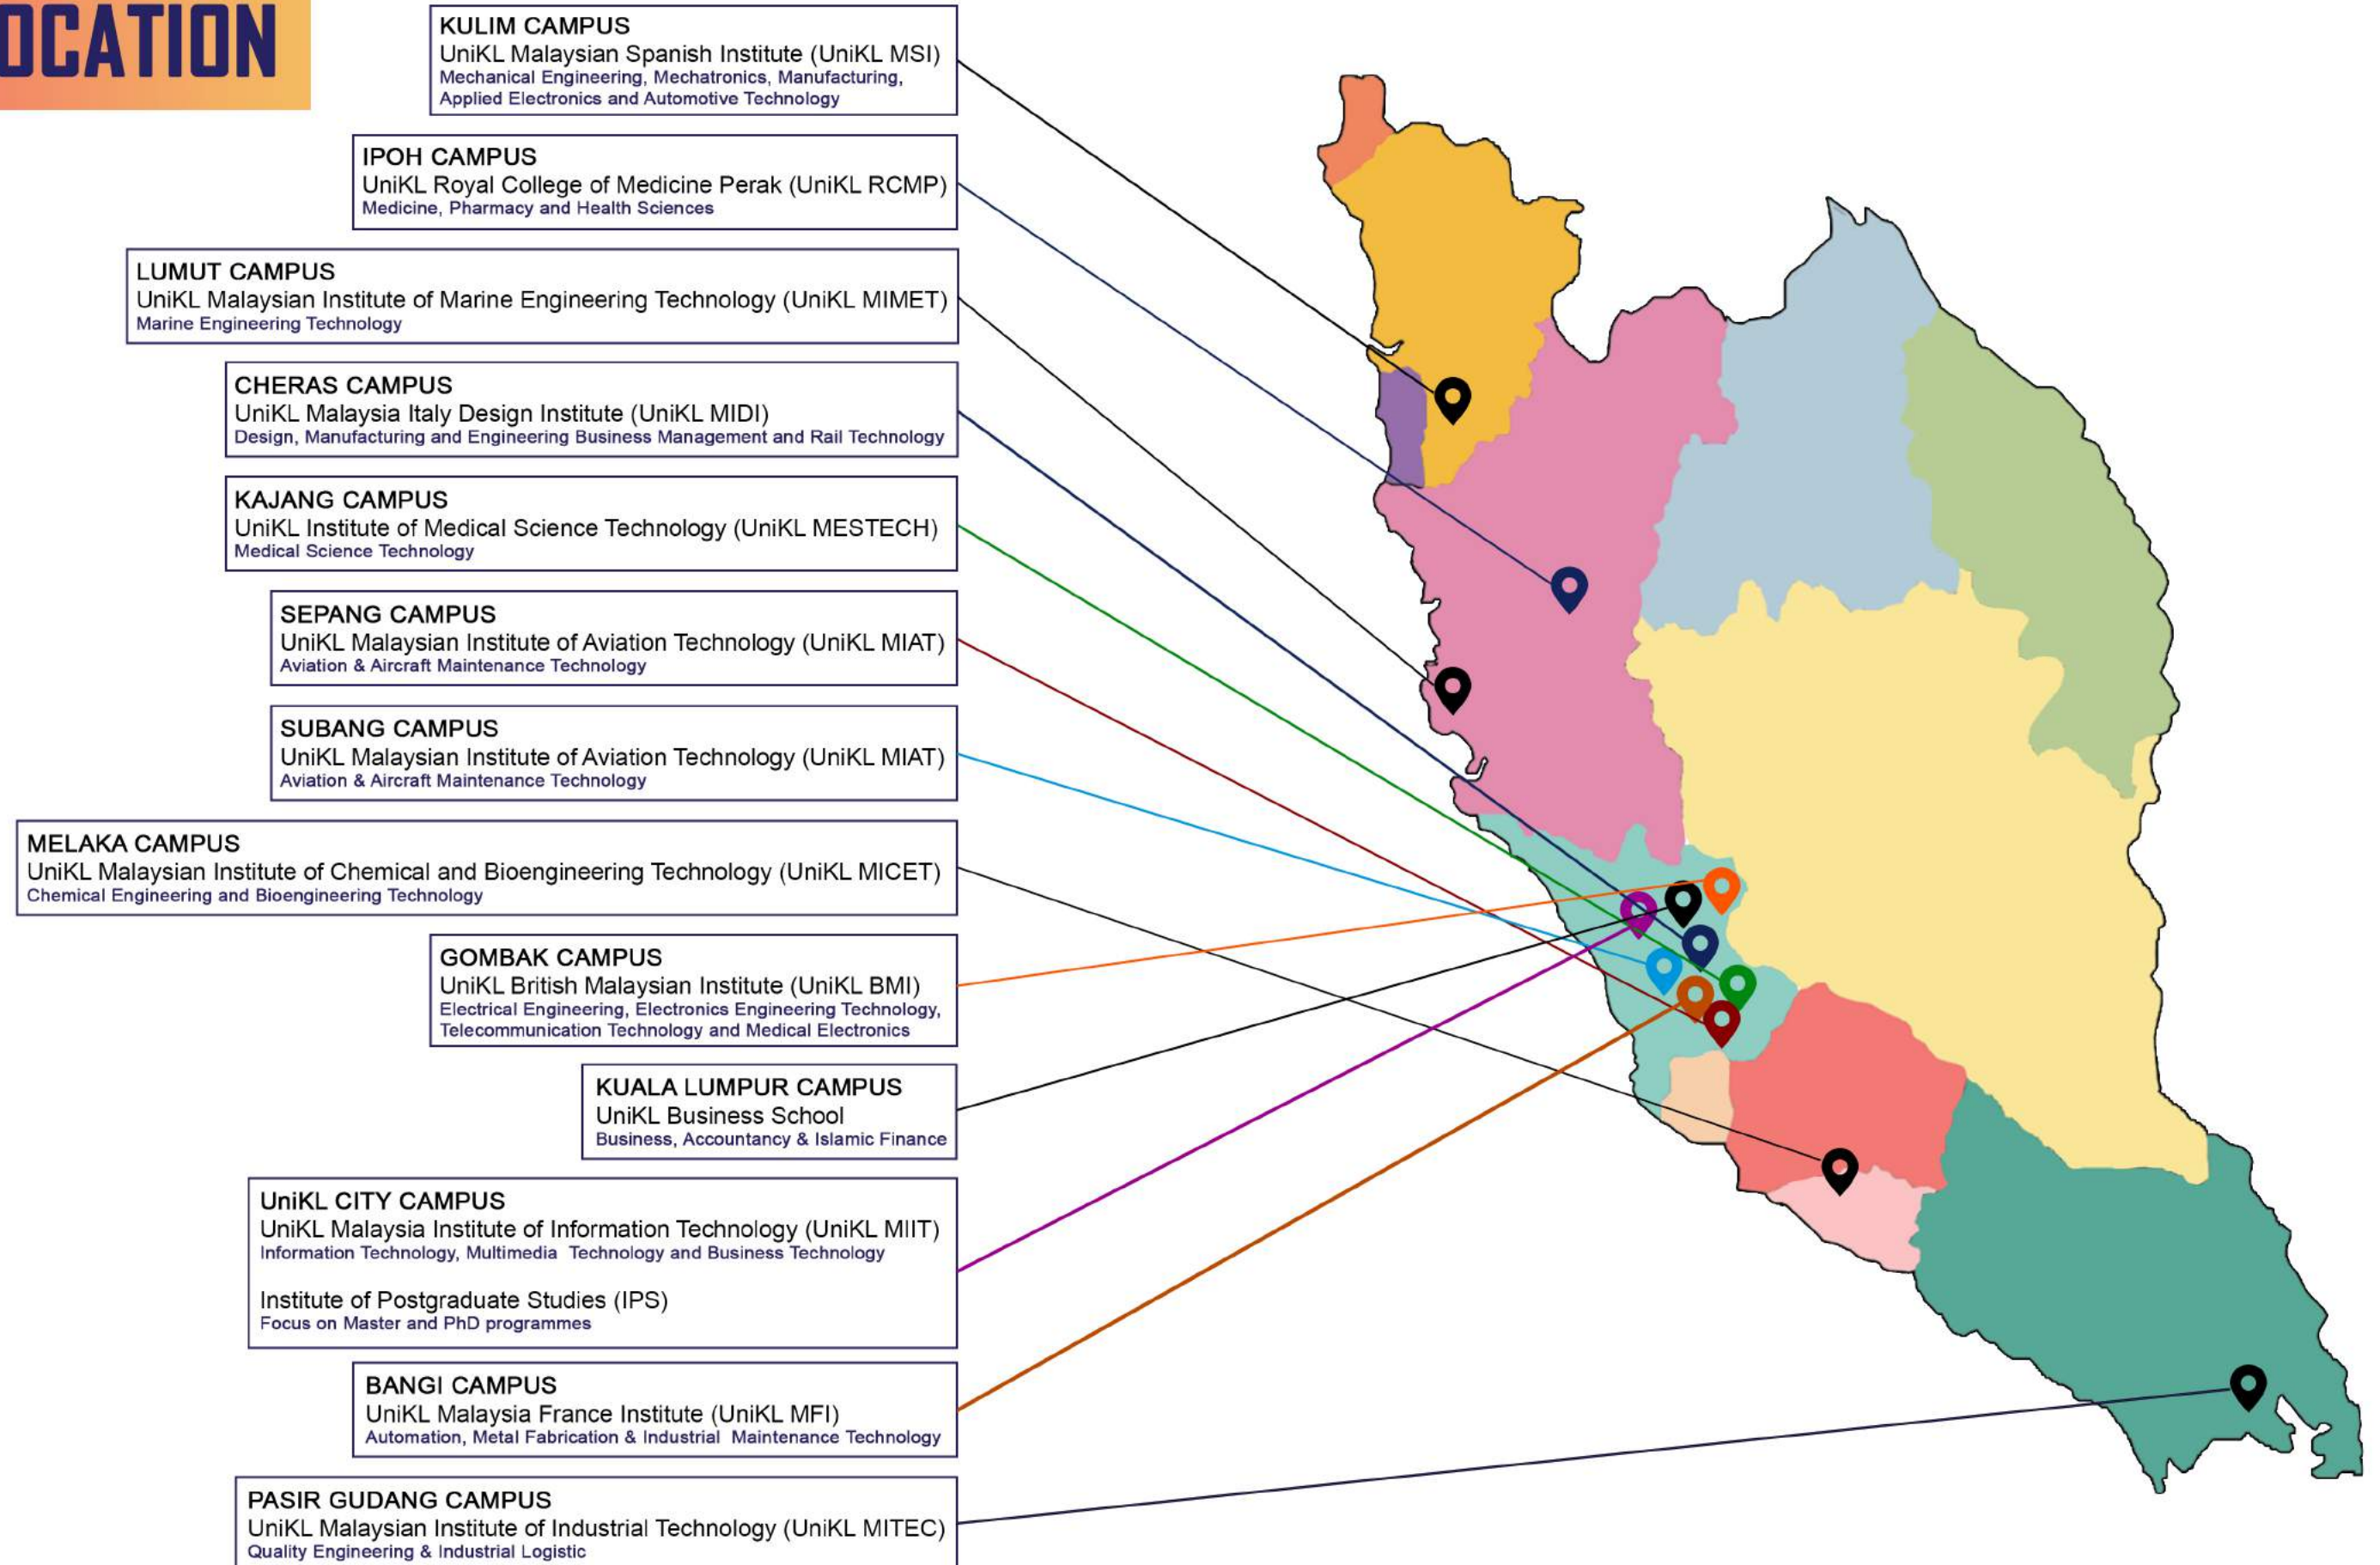 OCATION
KULIM CAMPUS
UniKL Malaysian Spanish Institute (UniKL MSI)
Mechanical Engineering, Mechatronics, Manufacturing,
Applied Electronics and Automotive Technology
IPOH CAMPUS
UniKL Royal College of Medicine Perak (UniKL RCMP)
Medicine, Pharmacy and Health Sciences
LUMUT CAMPUS
UniKL Malaysian Institute of Marine Engineering Technology (UniKL MIMET)
Marine Engineering Technology
CHERAS CAMPUS
UniKL Malaysia Italy Design Institute (UniKL MIDI)
Design, Manufacturing and Engineering Business Management and Rail Technology
KAJANG CAMPUS
UniKL Institute of Medical Science Technology (UniKL MESTECH)
Medical Science Technology
SEPANG CAMPUS
UniKL Malaysian Institute of Aviation Technology (UniKL MIAT)
Aviation & Aircraft Maintenance Technology
SUBANG CAMPUS
UniKL Malaysian Institute of Aviation Technology (UniKL MIAT)
Aviation & Aircraft Maintenance Technology
MELAKA CAMPUS
UniKL Malaysian Institute of Chemical and Bioengineering Technology (UniKL MICET)
Chemical Engineering and Bioengineering Technology
GOMBAK CAMPUS
UniKL British Malaysian Institute (UniKL BMI)
Electrical Engineering, Electronics Engineering Technology,
Telecommunication Technology and Medical Electronics
KUALA LUMPUR CAMPUS
UniKL Business School
Business, Accountancy & Islamic Finance
UniKL CITY CAMPUS
UniKL Malaysia Institute of Information Technology (UniKL MIIT)
Information Technology, Multimedia Technology and Business Technology
Institute of Postgraduate Studies (IPS)
Focus on Master and PhD programmes
BANGI CAMPUS
UniKL Malaysia France Institute (UniKL MFI)
Automation, Metal Fabrication & Industrial Maintenance Technology
PASIR GUDANG CAMPUS
UniKL Malaysian Institute of Industrial Technology (UniKL MITEC)
Quality Engineering & Industrial Logistic